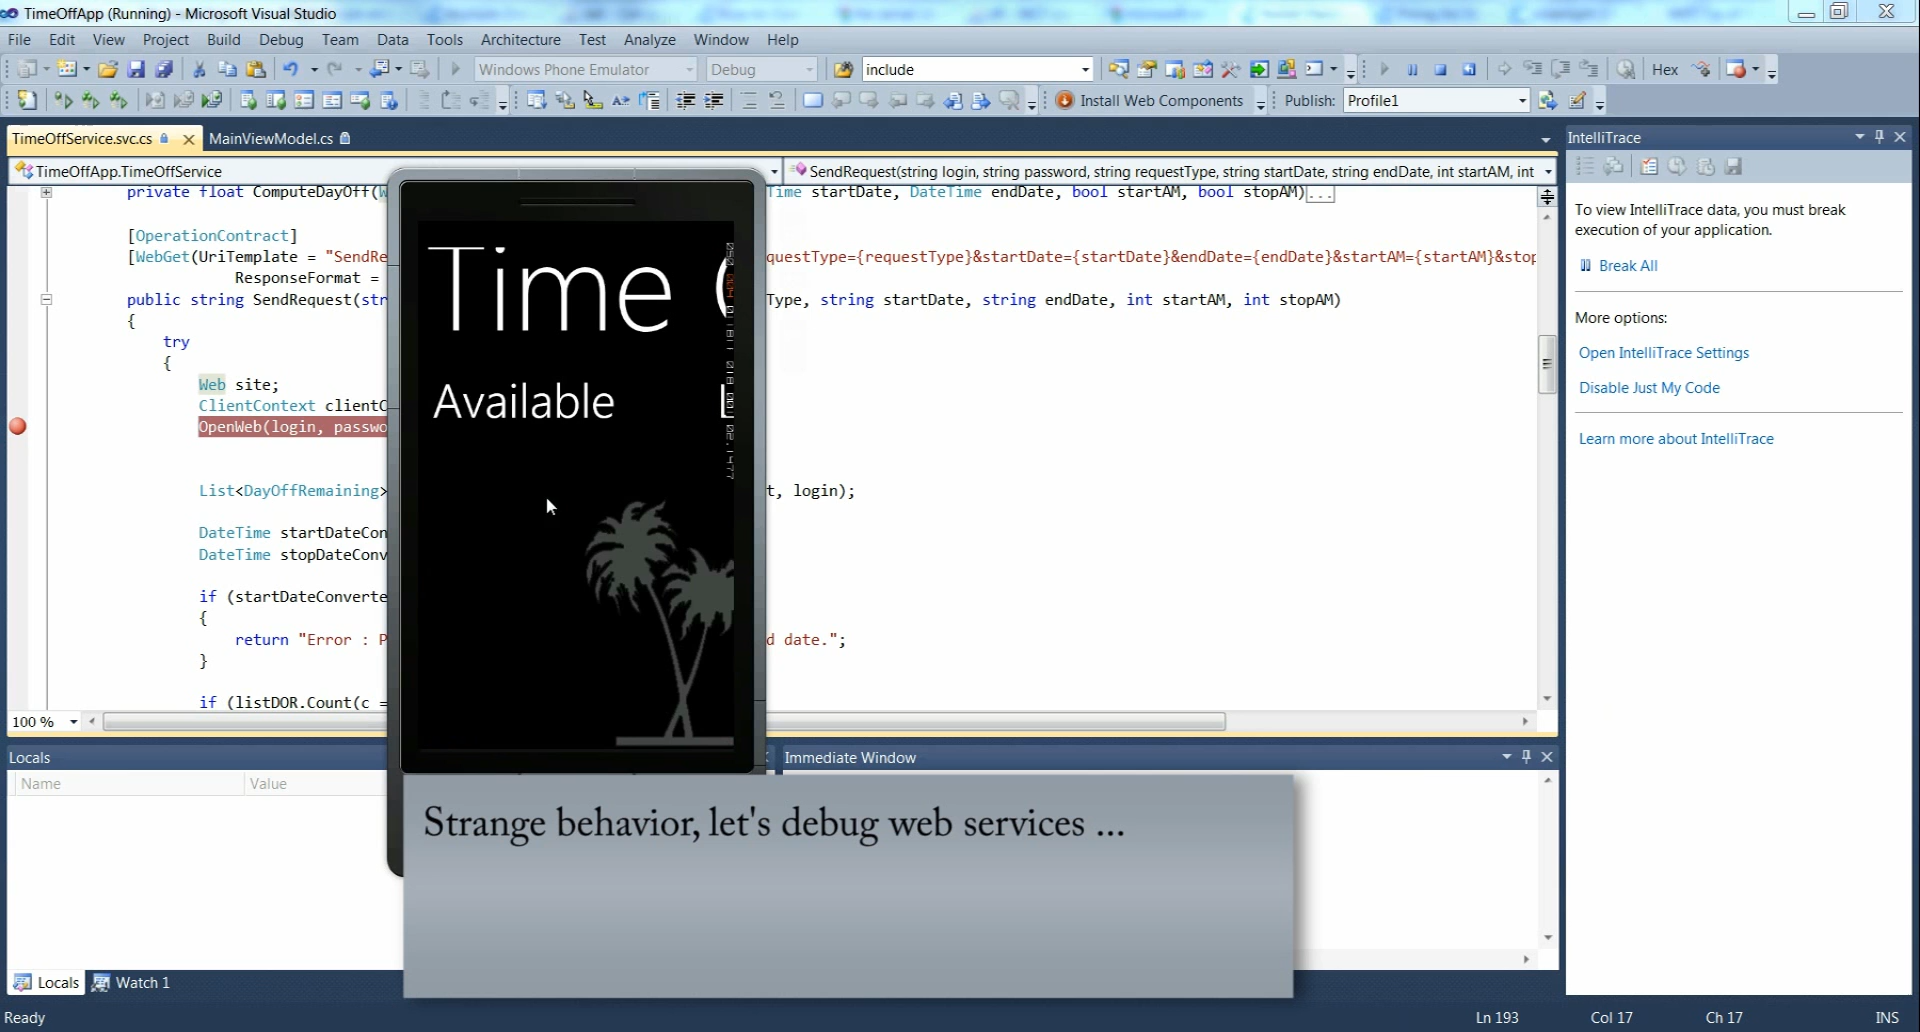 TimeOffApp (Running) - Microsoft Visual Studio
File Edit View Project Build Debug Team Data Tools Architecture Test Analyze Window Help
Windows Phone Emulator Debug include Hex
Install Web Components Publish: Profile1
TimeOffService.svc.cs MainViewModel.cs
TimeOffApp.TimeOffService SendRequest(string login, string password, string requestType, string startDate, string endDate, int startAM, int
private float ComputeDayOff( Time startDate, DateTime endDate, bool startAM, bool stopAM)...
[OperationContract]
[WebGet(UriTemplate = "SendRe questType={requestType}&startDate={startDate}&endDate={endDate}&startAM={startAM}&stop
ResponseFormat =
public string SendRequest(str Type, string startDate, string endDate, int startAM, int stopAM)
{
try
{
Web site;
ClientContext clientC
OpenWeb(login, passwo
List<DayOffRemaining> t, login);
DateTime startDateCon
DateTime stopDateConv
if (startDateConverte
{
return "Error : P d date.";
}
if (listDOR.Count(c =
100 %
Time
Available
IntelliTrace
To view IntelliTrace data, you must break
execution of your application.
Break All
More options:
Open IntelliTrace Settings
Disable Just My Code
Learn more about IntelliTrace
Locals
Name Value
Immediate Window
Strange behavior, let's debug web services ...
Locals Watch 1
Ready Ln 193 Col 17 Ch 17 INS